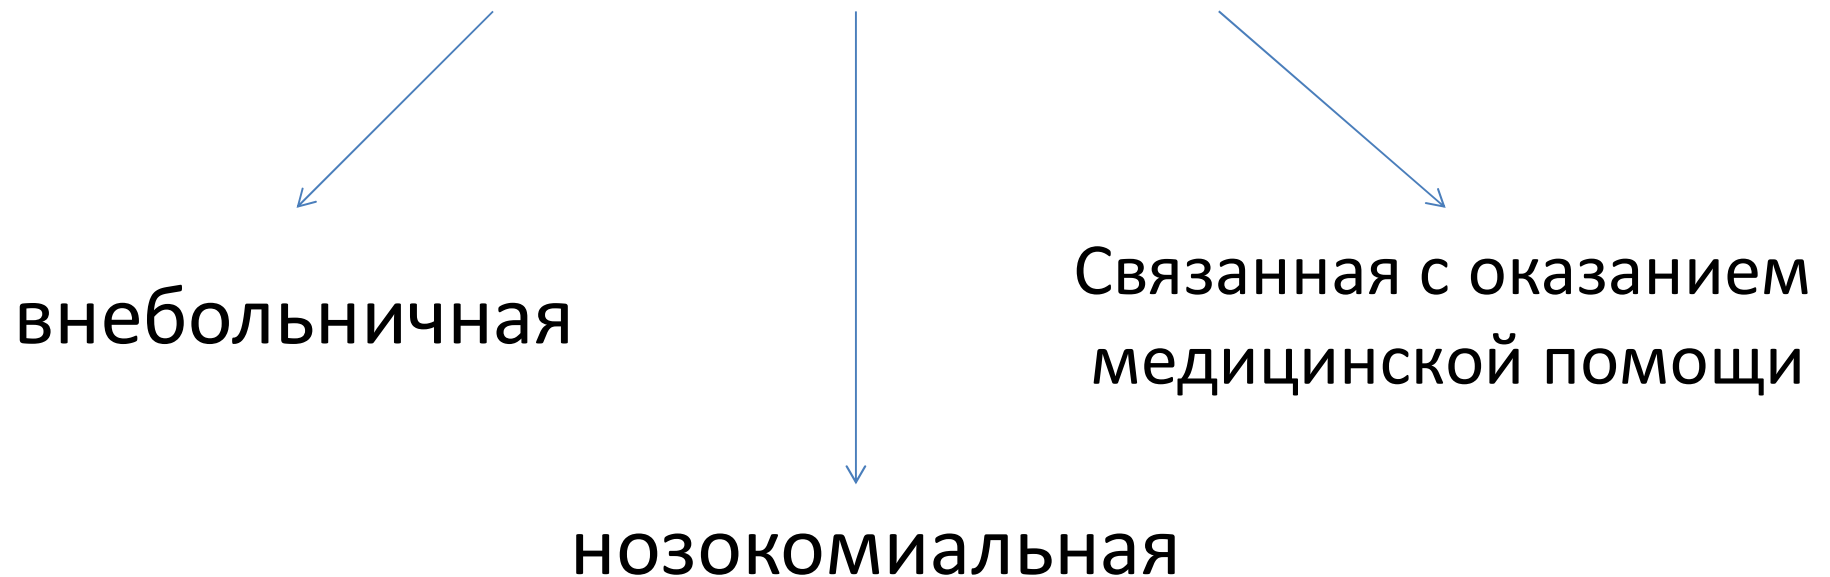 внебольничная
Связанная с оказанием
медицинской помощи
нозокомиальная